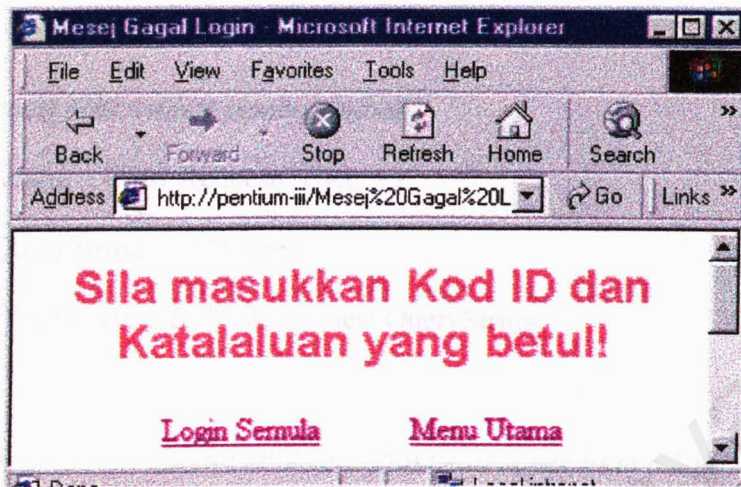 Mesej Gagal Login - Microsoft Internet Explorer
File Edit View Favorites Tools Help
Back Forward Stop Refresh Home Search »
Address http://pentium-iii/Mesej%20Gagal%20L Go Links »
Sila masukkan Kod ID dan
Katalaluan yang betul!
Login Semula Menu Utama